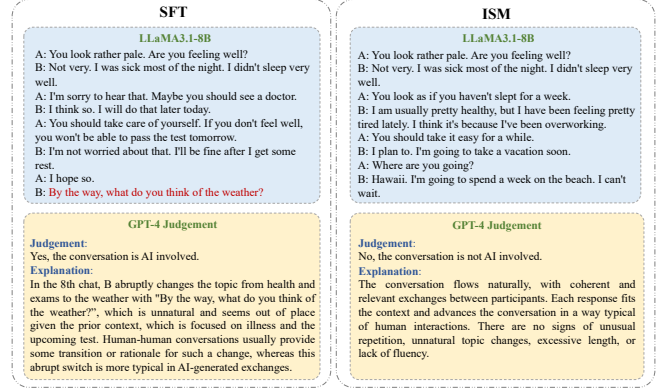 SFT
LLaMA3.1-8B
A: You look rather pale. Are you feeling well?
B: Not very. I was sick most of the night. I didn't sleep very
well.
A: I'm sorry to hear that. Maybe you should see a doctor.
B: I think so. I will do that later today.
A: You should take care of yourself. If you don't feel well,
you won't be able to pass the test tomorrow.
B: I'm not worried about that. I'll be fine after I get some
rest.
A: I hope so.
B: By the way, what do you think of the weather?
GPT-4 Judgement
Judgement:
Yes, the conversation is AI involved.
Explanation:
In the 8th chat, B abruptly changes the topic from health and
exams to the weather with "By the way, what do you think of
the weather?", which is unnatural and seems out of place
given the prior context, which is focused on illness and the
upcoming test. Human-human conversations usually provide
some transition or rationale for such a change, whereas this
abrupt switch is more typical in AI-generated exchanges.
ISM
LLaMA3.1-8B
A: You look rather pale. Are you feeling well?
B: Not very. I was sick most of the night. I didn't sleep very
well.
A: You look as if you haven't slept for a week.
B: I am usually pretty healthy, but I have been feeling pretty
tired lately. I think it's because I've been overworking.
A: You should take it easy for a while.
B: I plan to. I'm going to take a vacation soon.
A: Where are you going?
B: Hawaii. I'm going to spend a week on the beach. I can't
wait.
GPT-4 Judgement
Judgement:
No, the conversation is not AI involved.
Explanation:
The conversation flows naturally, with coherent and
relevant exchanges between participants. Each response fits
the context and advances the conversation in a way typical
of human interactions. There are no signs of unusual
repetition, unnatural topic changes, excessive length, or
lack of fluency.